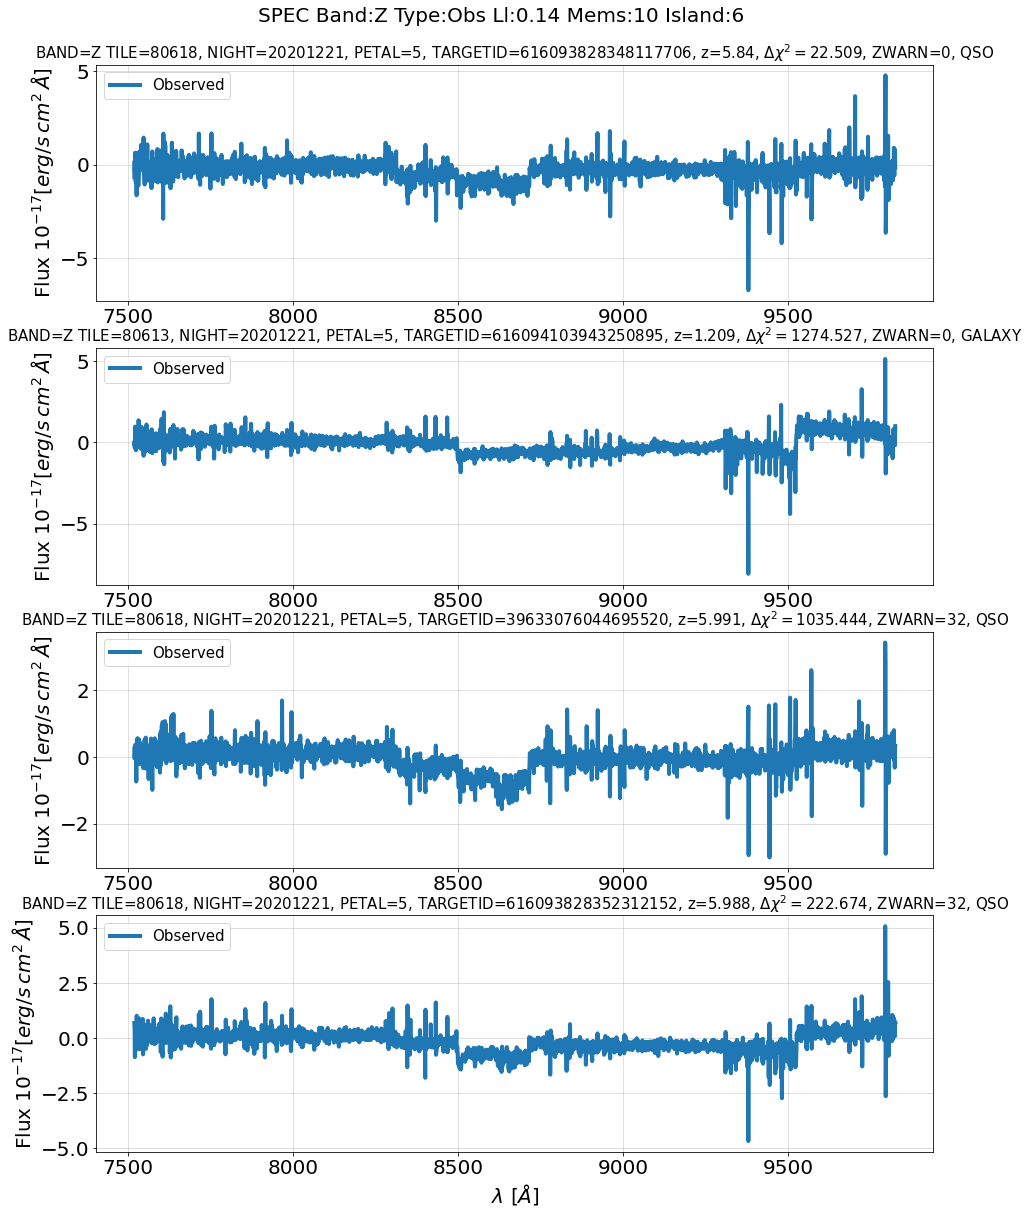 SPEC Band:Z Type:Obs Ll:0.14 Mems:10 Island:6
BAND=Z TILE=80618, NIGHT=20201221, PETAL=5, TARGETID=616093828348117706, z=5.84, Δχ² = 22.509, ZWARN=0, QSO
Flux 10⁻¹⁷[erg/s cm² Å]
Observed
5
0
−5
7500 8000 8500 9000 9500
BAND=Z TILE=80613, NIGHT=20201221, PETAL=5, TARGETID=616094103943250895, z=1.209, Δχ² = 1274.527, ZWARN=0, GALAXY
Flux 10⁻¹⁷[erg/s cm² Å]
Observed
5
0
−5
7500 8000 8500 9000 9500
BAND=Z TILE=80618, NIGHT=20201221, PETAL=5, TARGETID=39633076044695520, z=5.991, Δχ² = 1035.444, ZWARN=32, QSO
Flux 10⁻¹⁷[erg/s cm² Å]
Observed
2
0
−2
7500 8000 8500 9000 9500
BAND=Z TILE=80618, NIGHT=20201221, PETAL=5, TARGETID=616093828352312152, z=5.988, Δχ² = 222.674, ZWARN=32, QSO
Flux 10⁻¹⁷[erg/s cm² Å]
Observed
5.0
2.5
0.0
−2.5
−5.0
7500 8000 8500 9000 9500
λ [Å]